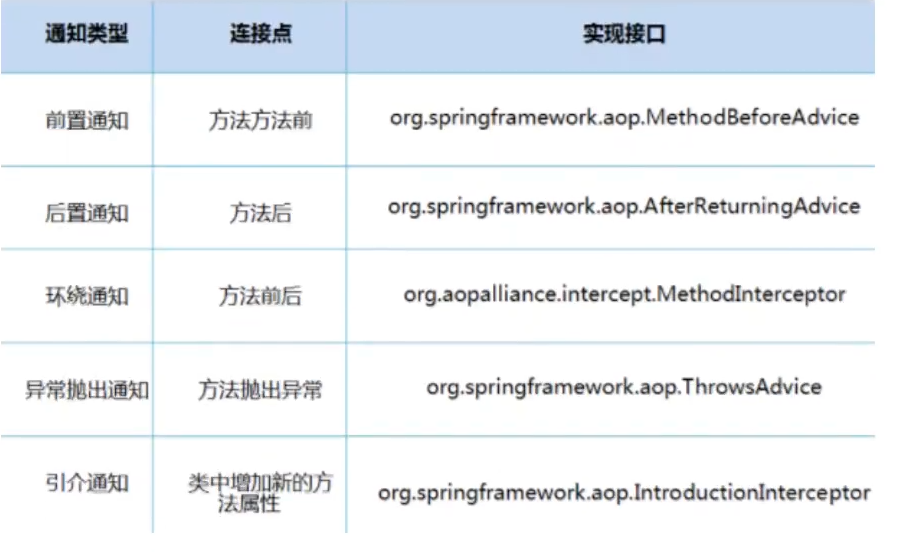 通知类型 连接点 实现接口
前置通知 方法方法前 org.springframework.aop.MethodBeforeAdvice
后置通知 方法后 org.springframework.aop.AfterReturningAdvice
环绕通知 方法前后 org.aopalliance.intercept.MethodInterceptor
异常抛出通知 方法抛出异常 org.springframework.aop.ThrowsAdvice
引介通知 类中增加新的方
法属性 org.springframework.aop.IntroductionInterceptor